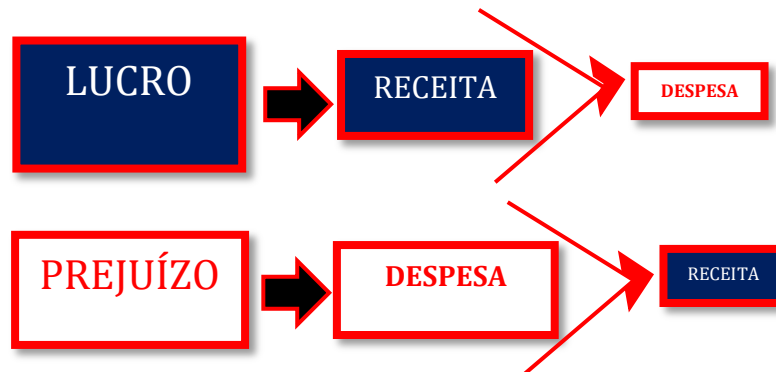 LUCRO
RECEITA
DESPESA
PREJUÍZO
DESPESA
RECEITA